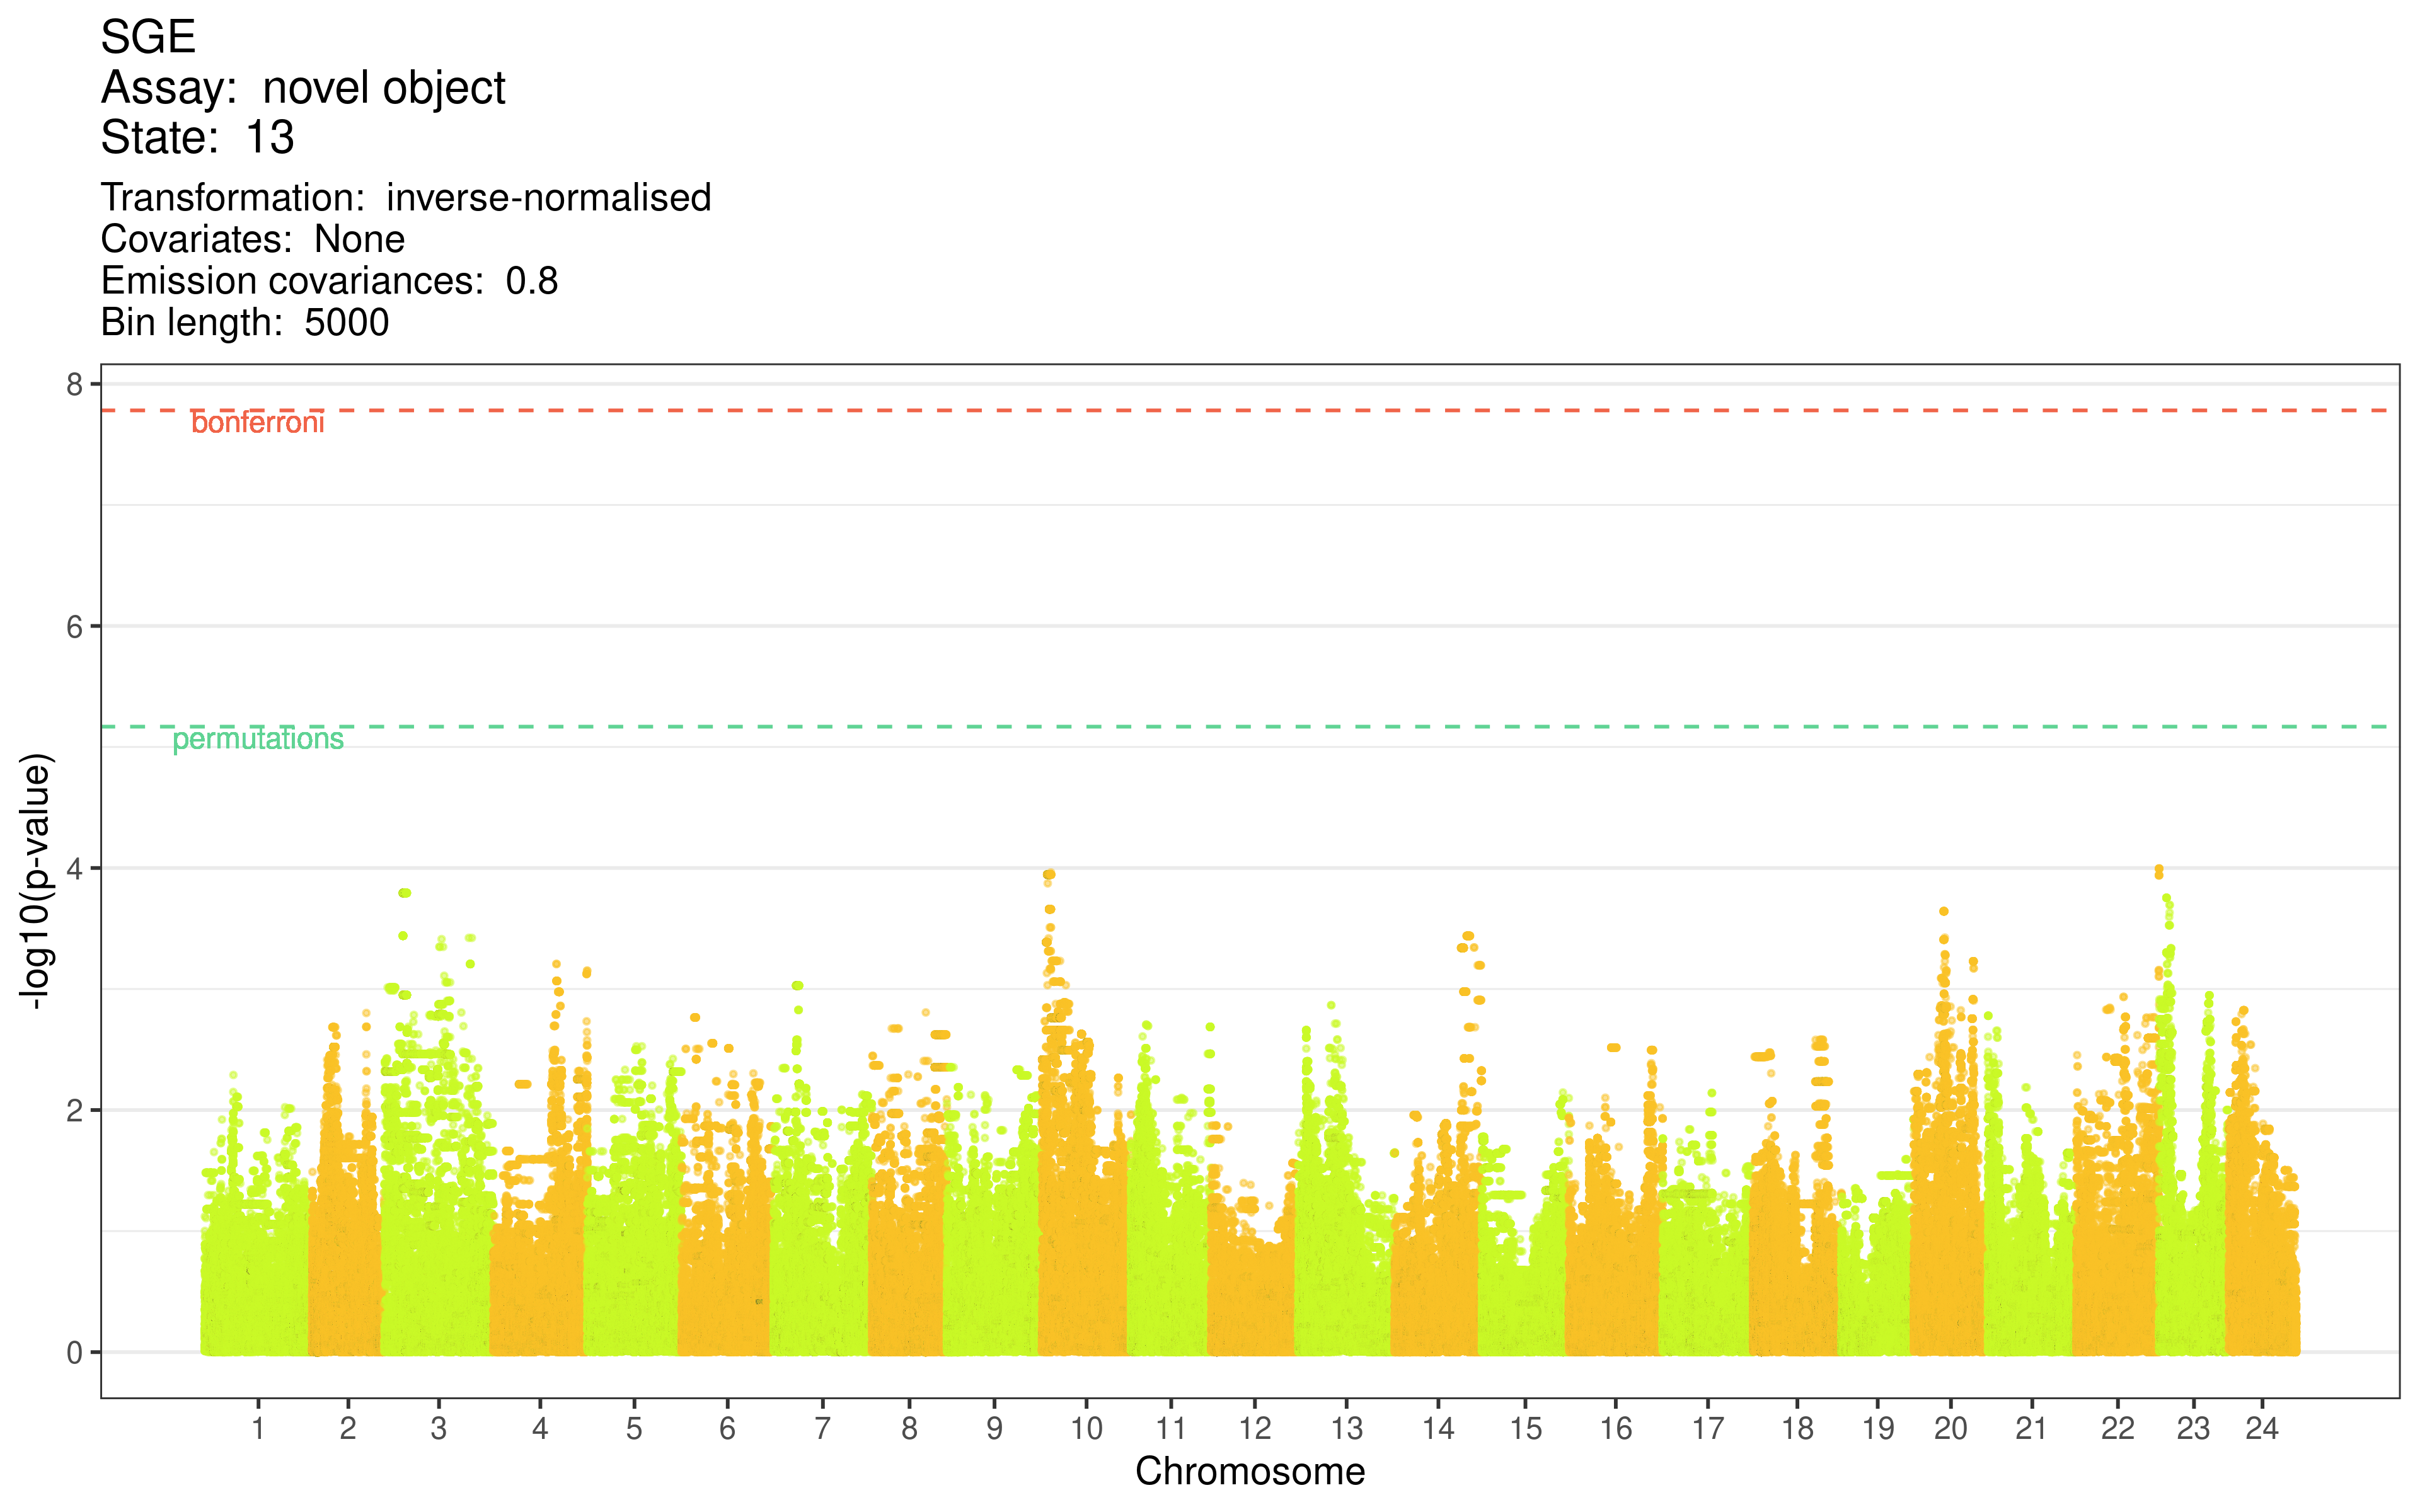 SGE
Assay: novel object
State: 13
Transformation: inverse-normalised
Covariates: None
Emission covariances: 0.8
Bin length: 5000
8
bonferroni
6
permutations
4
2
0
-log10(p-value)
1 2 3 4 5 6 7 8 9 10 11 12 13 14 15 16 17 18 19 20 21 22 23 24
Chromosome